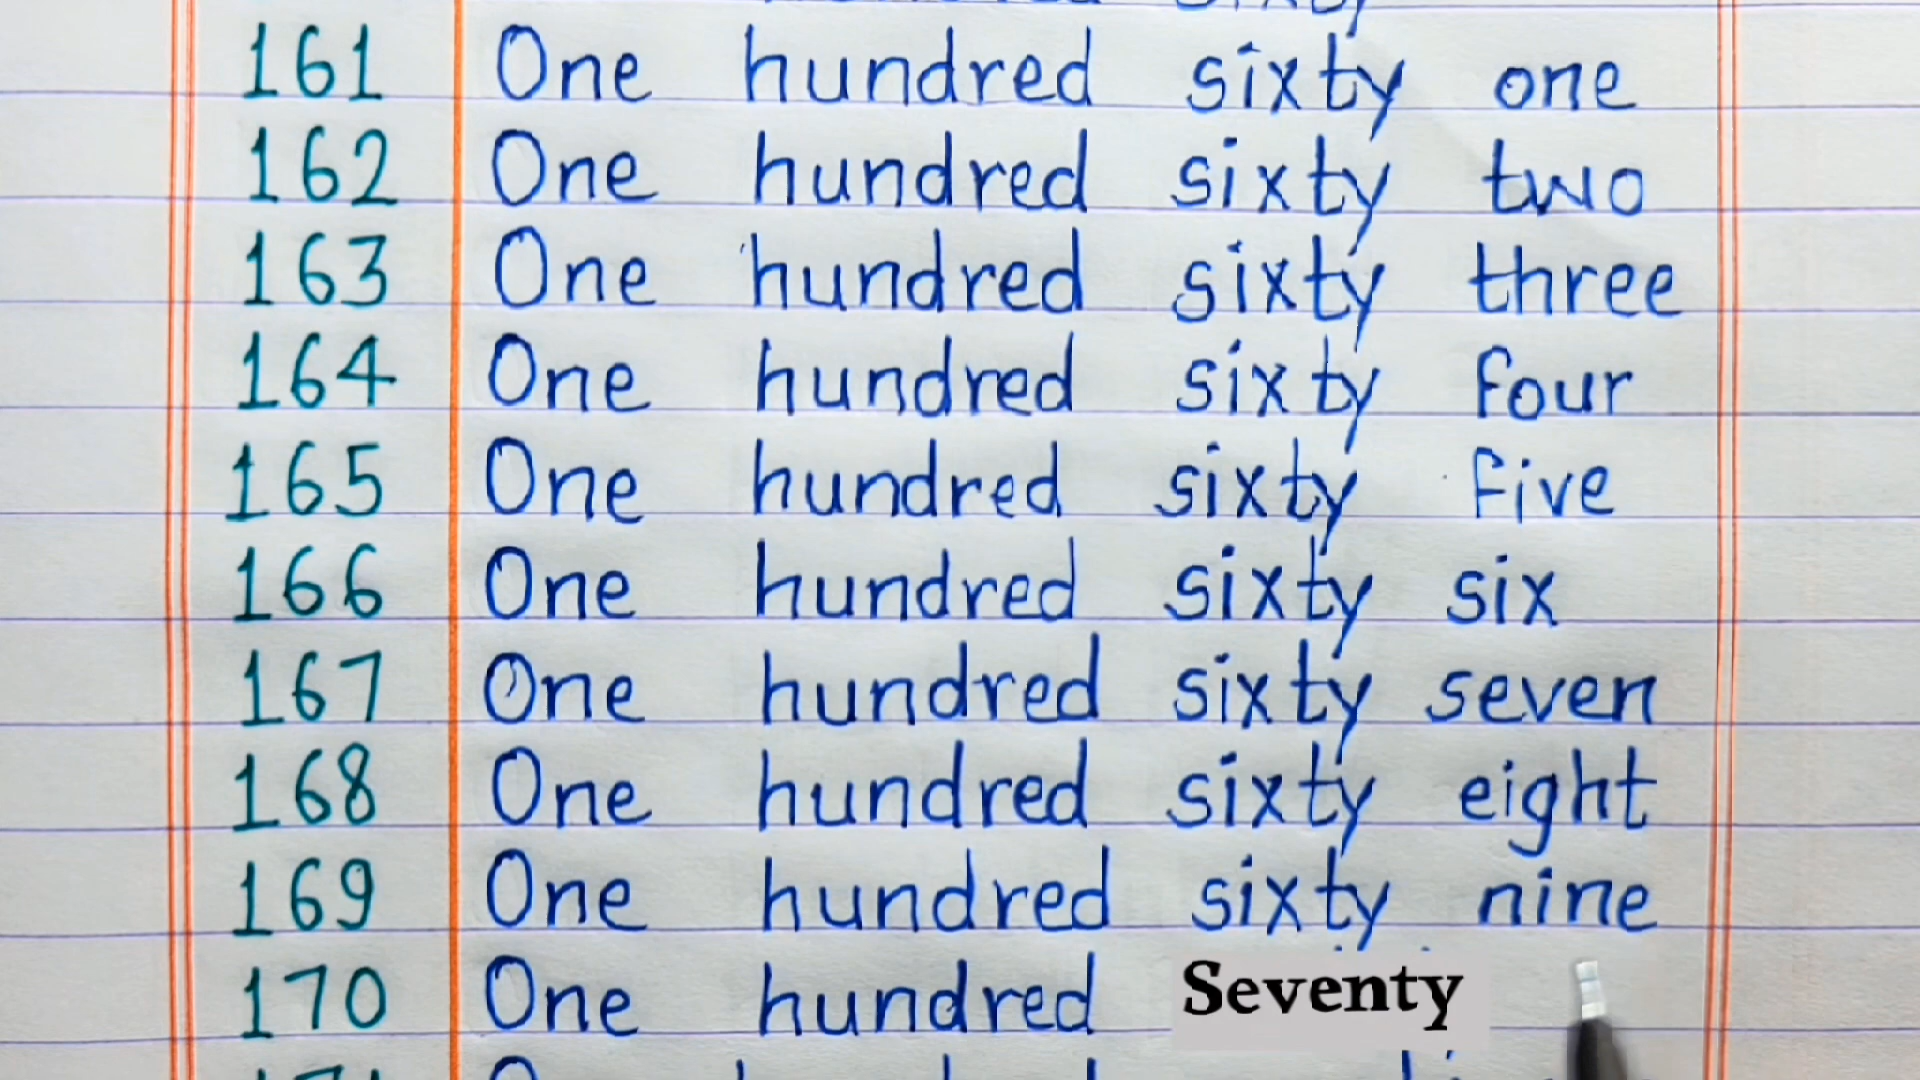 161 One hundred sixty one
162 One hundred sixty two
163 One hundred sixty three
164 One hundred sixty four
165 One hundred sixty five
166 One hundred sixty six
167 One hundred sixty seven
168 One hundred sixty eight
169 One hundred sixty nine
170 One hundred Seventy